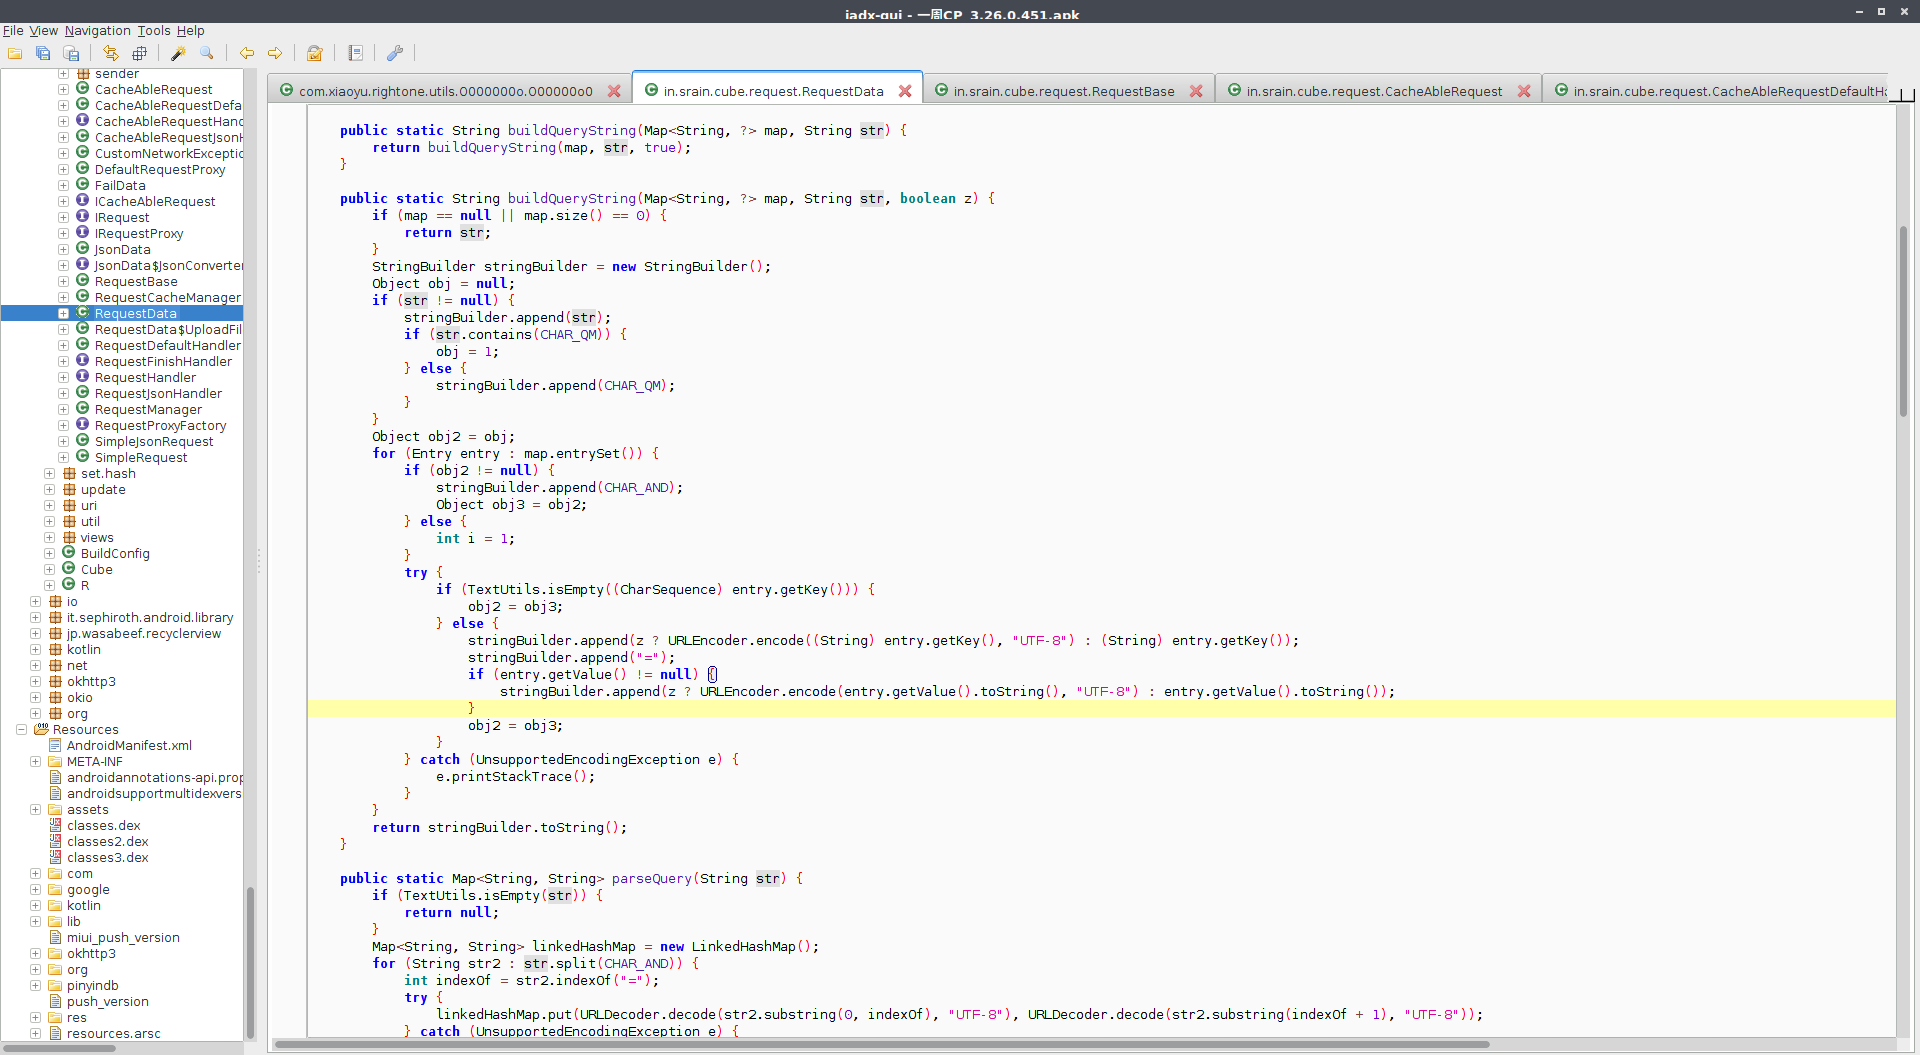 jadx-gui - 一周CP_3.26.0.451.apk
File View Navigation Tools Help
sender
CacheAbleRequest
CacheAbleRequestDefa
CacheAbleRequestHand
CacheAbleRequestJsonH
CustomNetworkExceptio
DefaultRequestProxy
FailData
ICacheAbleRequest
IRequest
IRequestProxy
JsonData
JsonData$JsonConverter
RequestBase
RequestCacheManager
RequestData
RequestData$UploadFil
RequestDefaultHandler
RequestFinishHandler
RequestHandler
RequestJsonHandler
RequestManager
RequestProxyFactory
SimpleJsonRequest
SimpleRequest
set.hash
update
uri
util
views
BuildConfig
Cube
R
io
it.sephiroth.android.library
jp.wasabeef.recyclerview
kotlin
net
okhttp3
okio
org
Resources
AndroidManifest.xml
META-INF
androidannotations-api.prop
androidsupportmultidexvers
assets
classes.dex
classes2.dex
classes3.dex
com
google
kotlin
lib
miui_push_version
okhttp3
org
pinyindb
push_version
res
resources.arsc
in.srain.cube.request.RequestData
in.srain.cube.request.RequestBase
in.srain.cube.request.CacheAbleRequest
in.srain.cube.request.CacheAbleRequestDefaultHa
public static String buildQueryString(Map<String, ?> map, String str) {
return buildQueryString(map, str, true);
}
public static String buildQueryString(Map<String, ?> map, String str, boolean z) {
if (map == null || map.size() == 0) {
return str;
}
StringBuilder stringBuilder = new StringBuilder();
Object obj = null;
if (str != null) {
stringBuilder.append(str);
if (str.contains(CHAR_QM)) {
obj = 1;
} else {
stringBuilder.append(CHAR_QM);
}
}
Object obj2 = obj;
for (Entry entry : map.entrySet()) {
if (obj2 != null) {
stringBuilder.append(CHAR_AND);
Object obj3 = obj2;
} else {
int i = 1;
}
try {
if (TextUtils.isEmpty((CharSequence) entry.getKey())) {
obj2 = obj3;
} else {
stringBuilder.append(z ? URLEncoder.encode((String) entry.getKey(), "UTF-8") : (String) entry.getKey());
stringBuilder.append("=");
if (entry.getValue() != null) {
stringBuilder.append(z ? URLEncoder.encode(entry.getValue().toString(), "UTF-8") : entry.getValue().toString());
}
obj2 = obj3;
}
} catch (UnsupportedEncodingException e) {
e.printStackTrace();
}
}
return stringBuilder.toString();
}
public static Map<String, String> parseQuery(String str) {
if (TextUtils.isEmpty(str)) {
return null;
}
Map<String, String> linkedHashMap = new LinkedHashMap();
for (String str2 : str.split(CHAR_AND)) {
int indexOf = str2.indexOf("=");
try {
linkedHashMap.put(URLDecoder.decode(str2.substring(0, indexOf), "UTF-8"), URLDecoder.decode(str2.substring(indexOf + 1), "UTF-8"));
} catch (UnsupportedEncodingException e) {